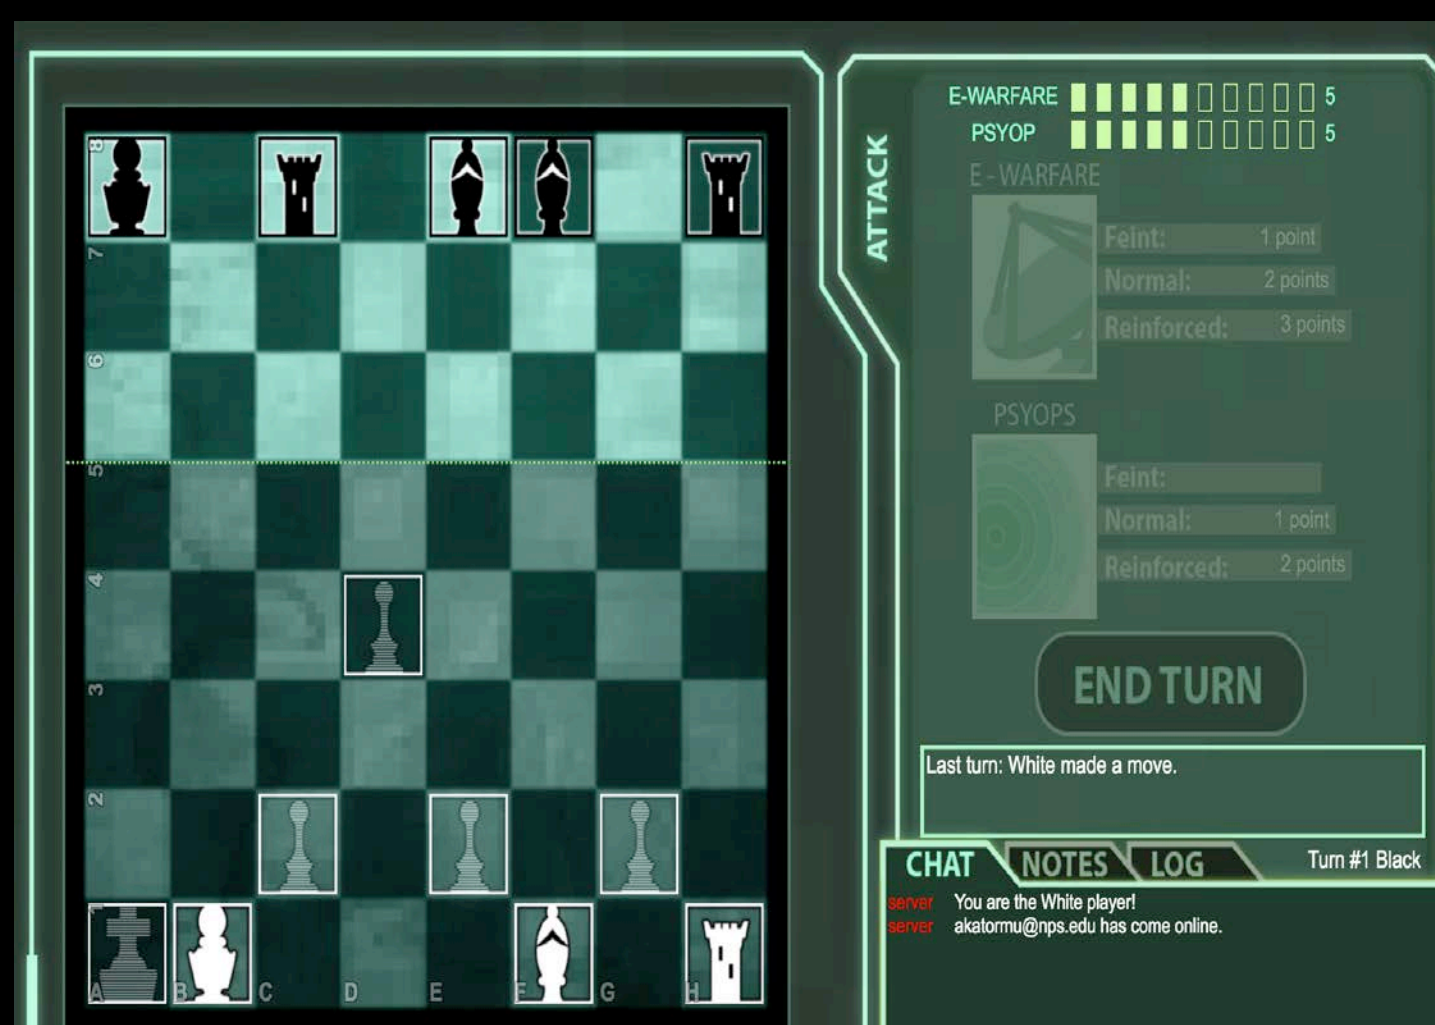 E-WARFARE 5
PSYOP 5
ATTACK
E-WARFARE
Feint: 1 point
Normal: 2 points
Reinforced: 3 points
PSYOPS
Feint:
Normal: 1 point
Reinforced: 2 points
END TURN
Last turn: White made a move.
CHAT NOTES LOG Turn #1 Black
server You are the White player!
server akatormu@nps.edu has come online.
8
7
6
5
4
3
2
1
A B C D E F G H